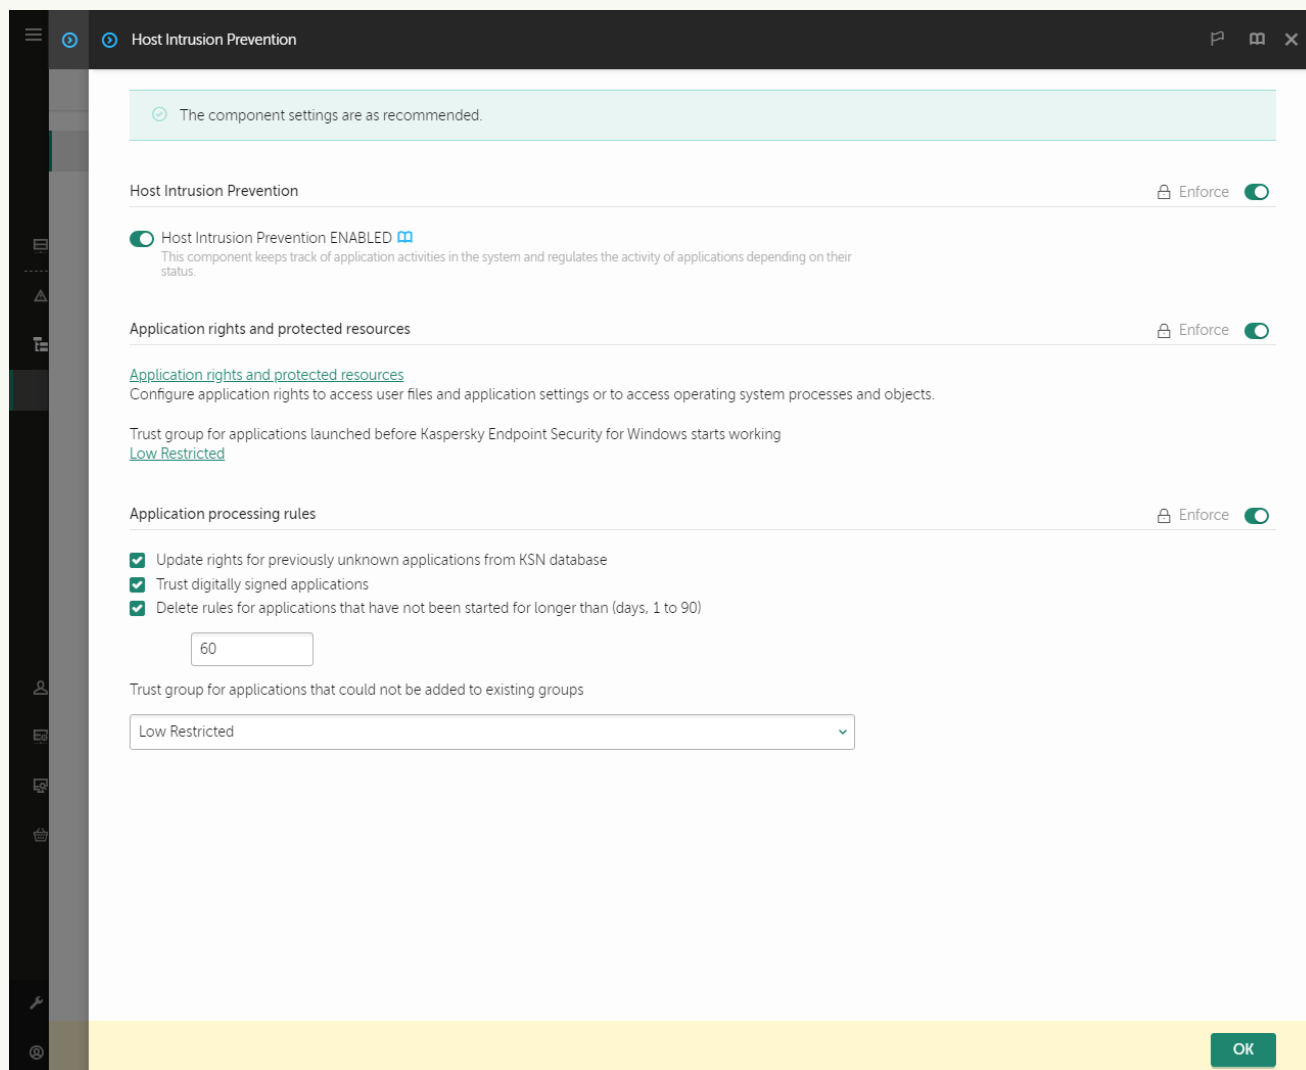 Host Intrusion Prevention
The component settings are as recommended.
Host Intrusion Prevention
Enforce
Host Intrusion Prevention ENABLED
This component keeps track of application activities in the system and regulates the activity of applications depending on their
status.
Application rights and protected resources
Enforce
Application rights and protected resources
Configure application rights to access user files and application settings or to access operating system processes and objects.
Trust group for applications launched before Kaspersky Endpoint Security for Windows starts working
Low Restricted
Application processing rules
Enforce
Update rights for previously unknown applications from KSN database
Trust digitally signed applications
Delete rules for applications that have not been started for longer than (days, 1 to 90)
60
Trust group for applications that could not be added to existing groups
Low Restricted
OK